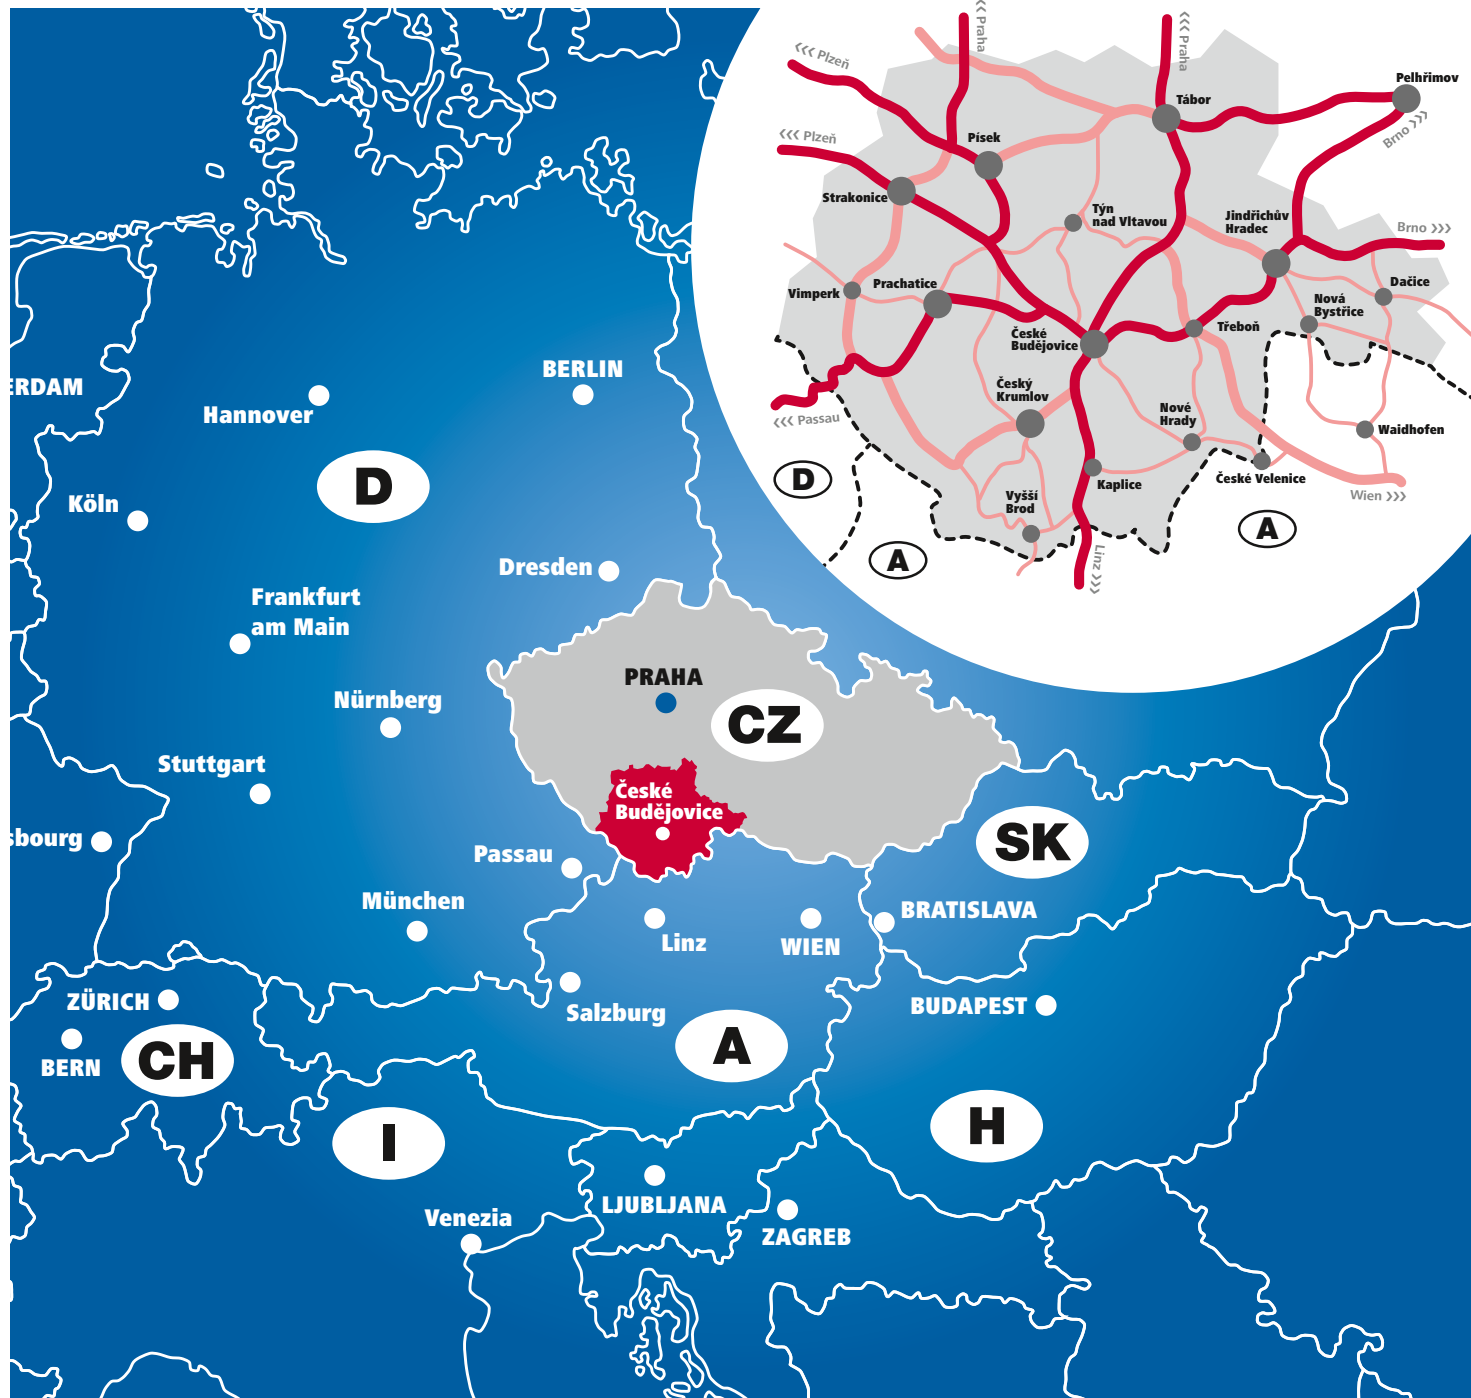 ‹‹‹ Praha
‹‹‹ Praha
‹‹‹ Plzeň
Pelhřimov
Tábor
Brno ›››
‹‹‹ Plzeň
Písek
Strakonice
Týn
nad Vltavou
Jindřichův
Hradec
Brno ›››
Vimperk
Prachatice
Dačice
Nová
Bystřice
České
Budějovice
Třeboň
Český
Krumlov
‹‹‹ Passau
Nové
Hrady
Waidhofen
D
Kaplice
České Velenice
Wien ›››
Vyšší
Brod
A
A
Linz ›››
ERDAM
Hannover
BERLIN
D
Köln
Dresden
Frankfurt
am Main
PRAHA
Nürnberg
CZ
Stuttgart
České
Budějovice
sbourg
Passau
SK
München
BRATISLAVA
Linz
WIEN
ZÜRICH
Salzburg
BUDAPEST
BERN
CH
A
I
H
LJUBLJANA
Venezia
ZAGREB